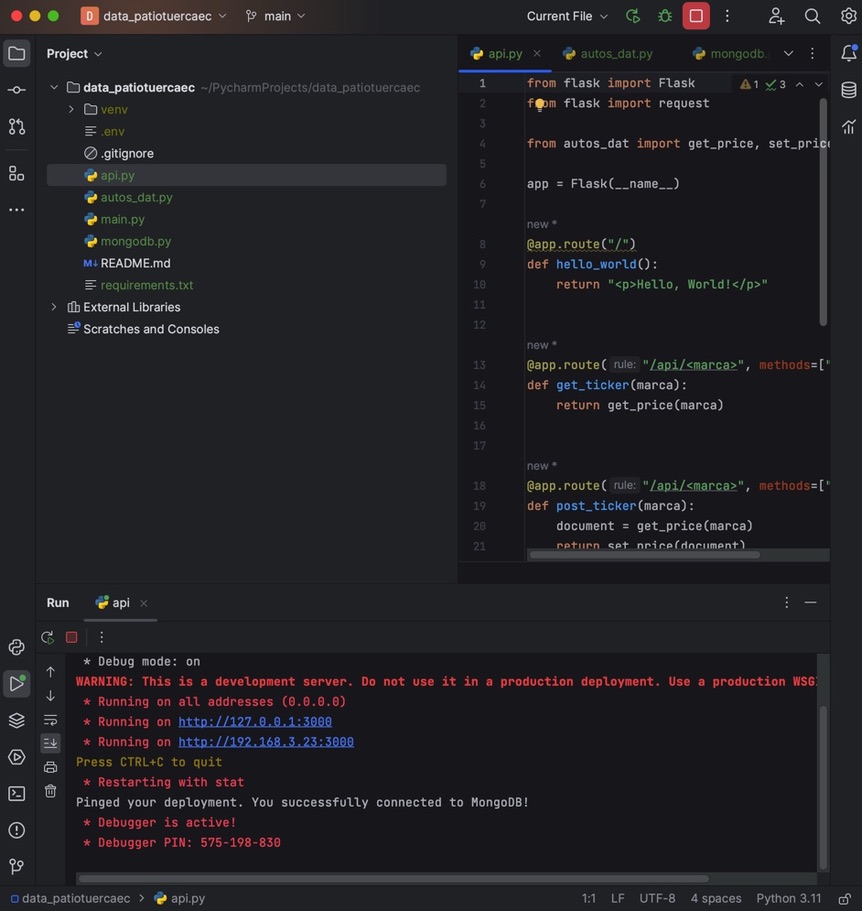 D data_patiotuercaec main Current File
Project
api.py autos_dat.py mongodb.
data_patiotuercaec ~/PycharmProjects/data_patiotuercaec
venv
.env
.gitignore
api.py
autos_dat.py
main.py
mongodb.py
M↓ README.md
requirements.txt
External Libraries
Scratches and Consoles
1 from flask import Flask 1 3
2 from flask import request
3
4 from autos_dat import get_price, set_price
5
6 app = Flask(__name__)
7
new *
8 @app.route("/")
9 def hello_world():
10 return "<p>Hello, World!</p>"
11
12
new *
13 @app.route( rule: "/api/<marca>", methods=["
14 def get_ticker(marca):
15 return get_price(marca)
16
17
new *
18 @app.route( rule: "/api/<marca>", methods=["
19 def post_ticker(marca):
20 document = get_price(marca)
21 return set_price(document)
Run api
* Debug mode: on
WARNING: This is a development server. Do not use it in a production deployment. Use a production WSG
* Running on all addresses (0.0.0.0)
* Running on http://127.0.0.1:3000
* Running on http://192.168.3.23:3000
Press CTRL+C to quit
* Restarting with stat
Pinged your deployment. You successfully connected to MongoDB!
* Debugger is active!
* Debugger PIN: 575-198-830
data_patiotuercaec > api.py 1:1 LF UTF-8 4 spaces Python 3.11